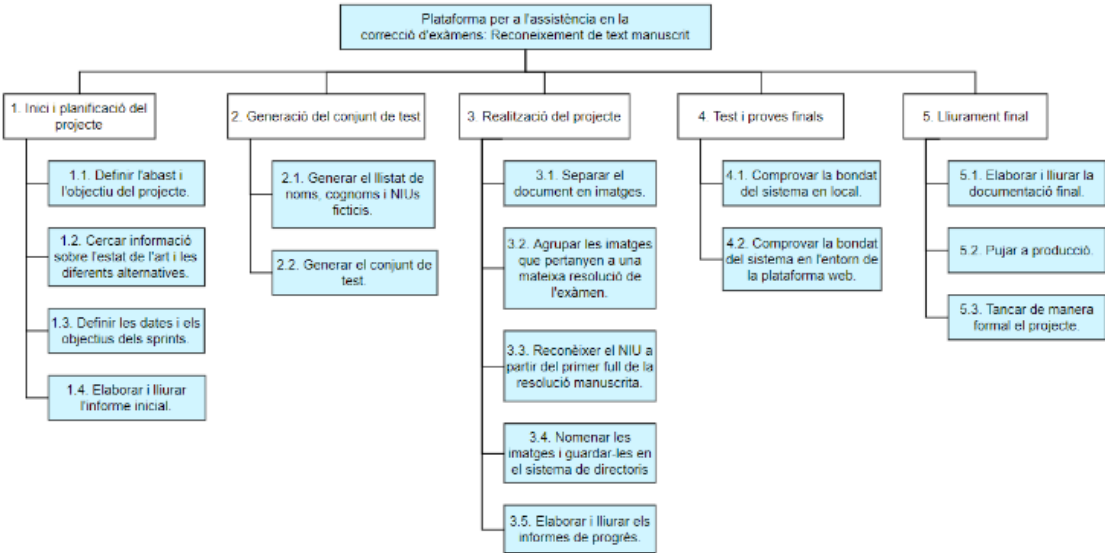 Plataforma per a l'assistència en la
correcció d'exàmens: Reconeixement de text manuscrit
1. Inici i planificació del
projecte
1.1. Definir l'abast i
l'objectiu del projecte.
1.2. Cercar informació
sobre l'estat de l'art i les
diferents alternatives.
1.3. Definir les dates i els
objectius dels sprints.
1.4. Elaborar i lliurar
l'informe inicial.
2. Generació del conjunt de test
2.1. Generar el llistat de
noms, cognoms i NIUs
ficticis.
2.2. Generar el conjunt de
test.
3. Realització del projecte
3.1. Separar el
document en imatges.
3.2. Agrupar les imatges
que pertanyen a una
mateixa resolució de
l'exàmen.
3.3. Reconèixer el NIU a
partir del primer full de la
resolució manuscrita.
3.4. Nomenar les
imatges i guardar-les en
el sistema de directoris
3.5. Elaborar i lliurar els
informes de progrès.
4. Test i proves finals
4.1. Comprovar la bondat
del sistema en local.
4.2. Comprovar la bondat
del sistema en l'entorn de
la plataforma web.
5. Lliurament final
5.1. Elaborar i lliurar la
documentació final.
5.2. Pujar a producció.
5.3. Tancar de manera
formal el projecte.